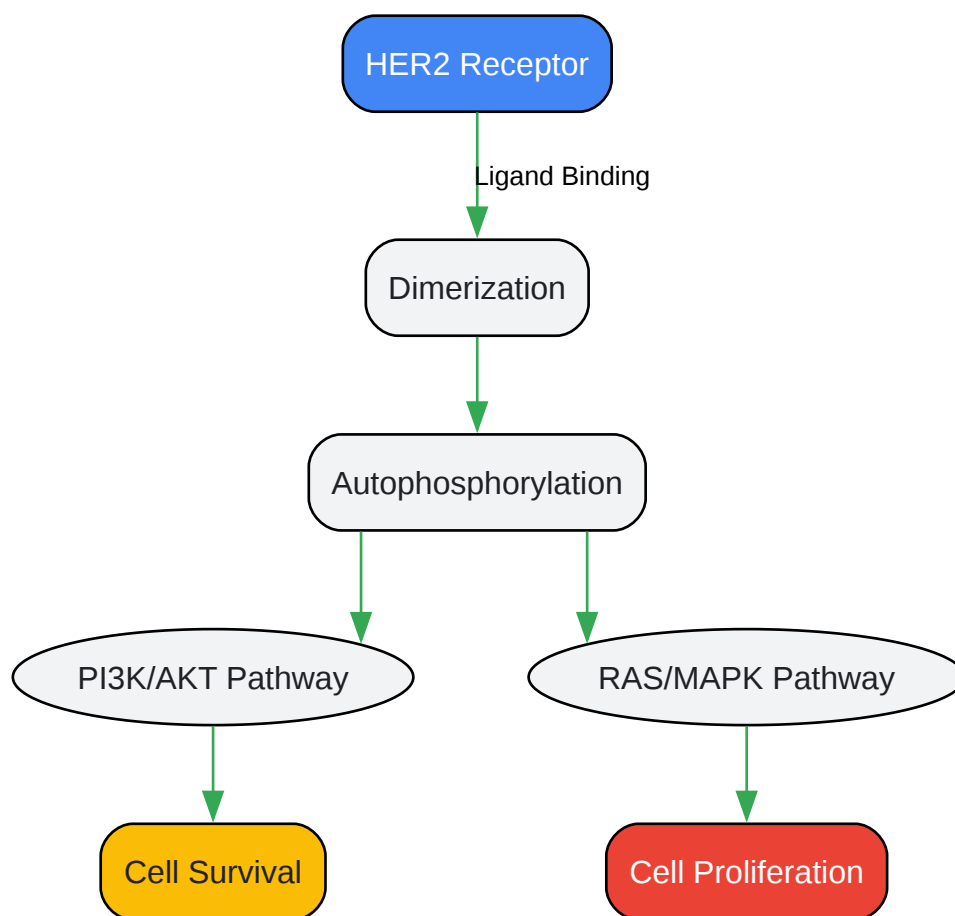 HER2 Receptor
Ligand Binding
Dimerization
Autophosphorylation
PI3K/AKT Pathway
RAS/MAPK Pathway
Cell Survival
Cell Proliferation